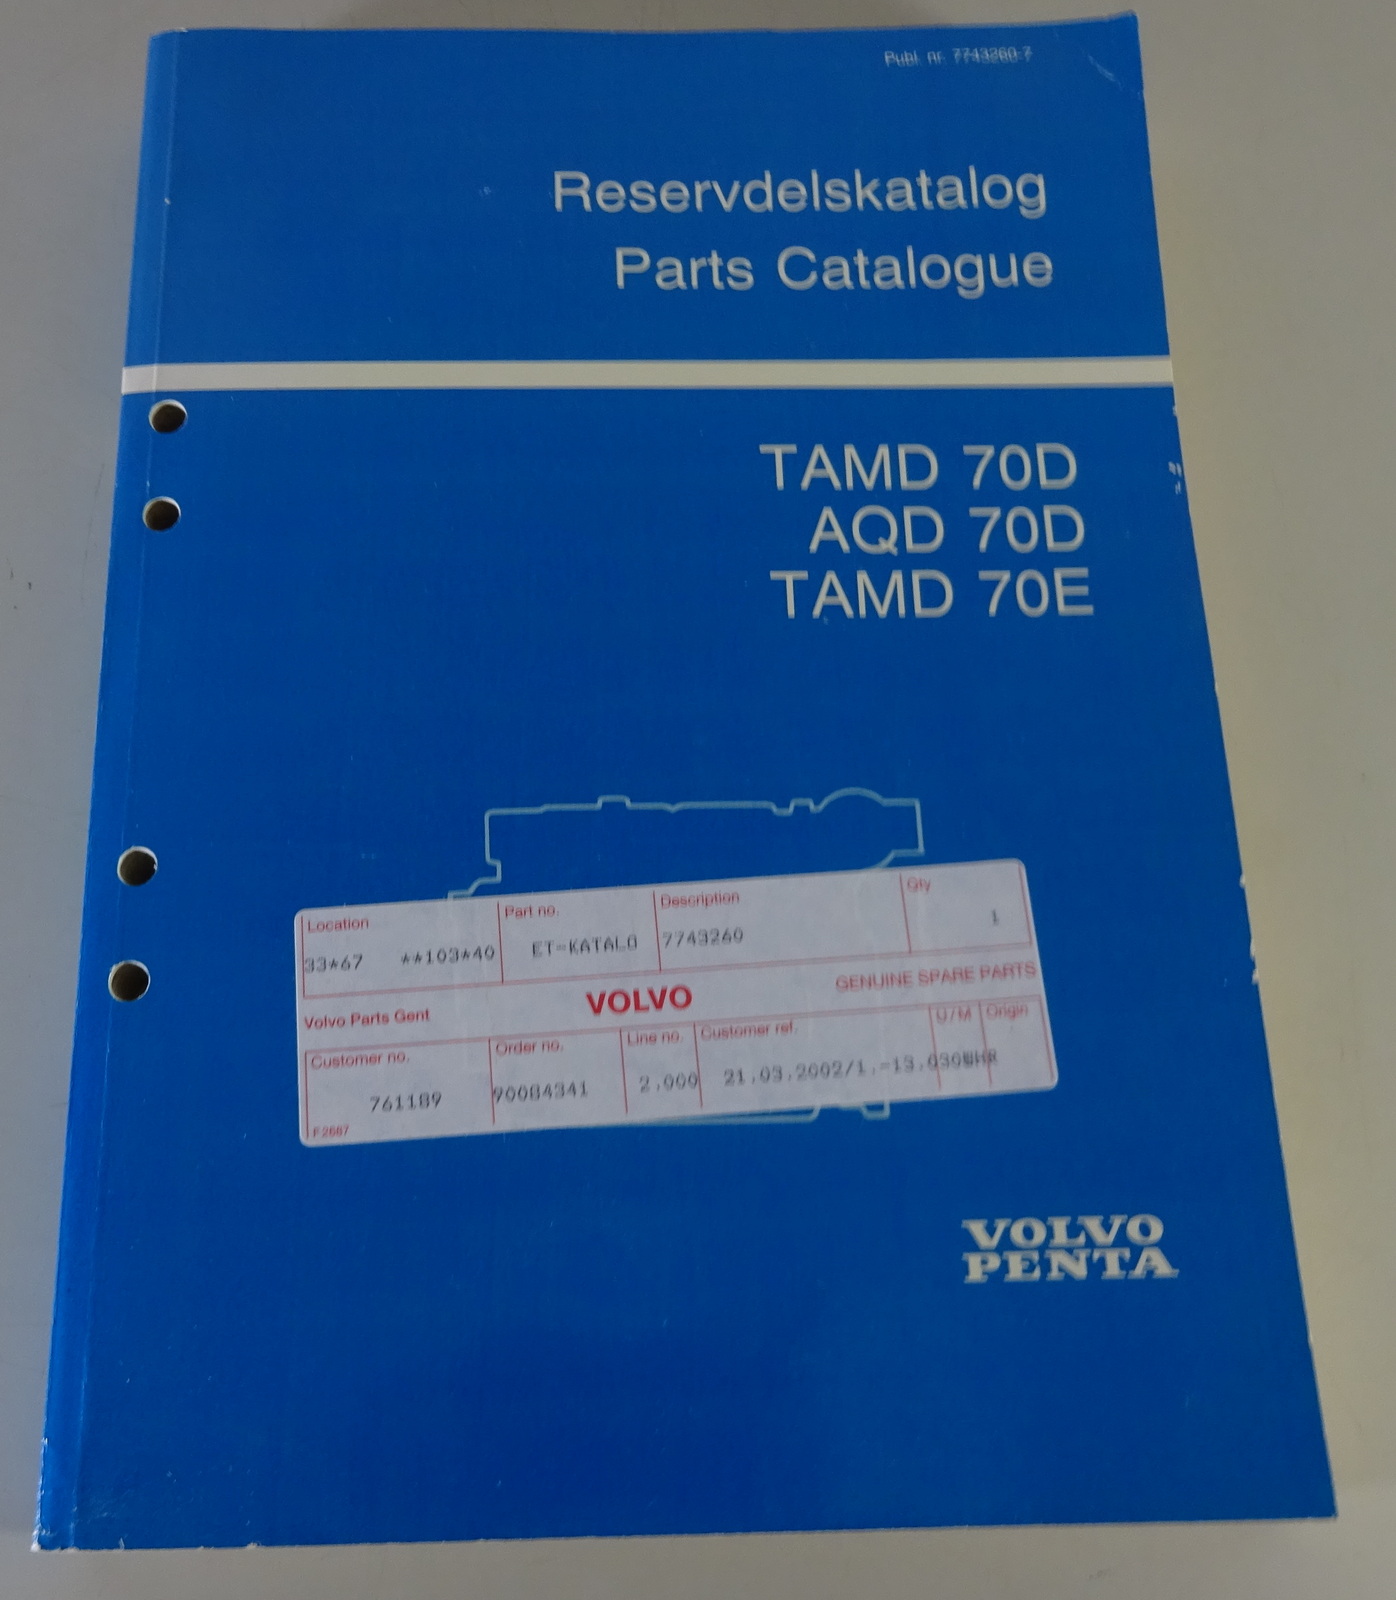 Publ. nr. 7743260-7
Reservdelskatalog
Parts Catalogue
TAMD 70D
AQD 70D
TAMD 70E
Location Part no. Description Qty
33*67 **103*40 ET-KATALO 7743260 1
Volvo Parts Gent VOLVO GENUINE SPARE PARTS
Customer no. Order no. Line no. Customer ref. U/M Origin
761189 90084341 2,000 21.03.2002/1.-13.030
F2667
VOLVO
PENTA